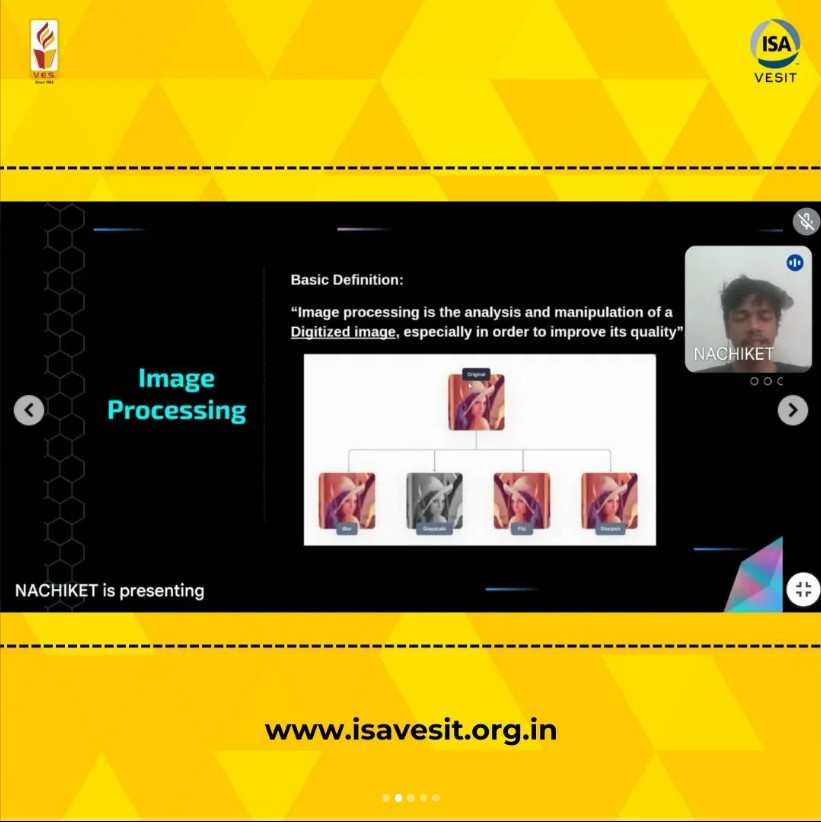 V.E.S.
Since 1962
ISA
VESIT
Basic Definition:
“Image processing is the analysis and manipulation of a
Digitized image, especially in order to improve its quality”
Image
Processing
NACHIKET
Original
Blur
Grayscale
Flip
Sharpen
NACHIKET is presenting
www.isavesit.org.in